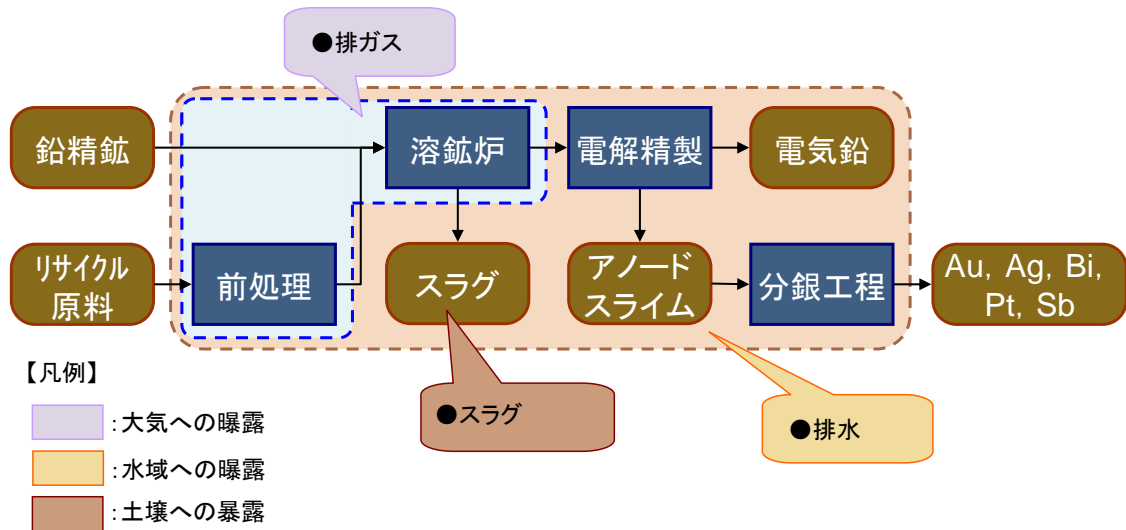 ●排ガス
鉛精鉱
溶鉱炉
電解精製
電気鉛
リサイクル
原料
前処理
スラグ
アノード
スライム
分銀工程
Au, Ag, Bi,
Pt, Sb
【凡例】
:大気への曝露
:水域への曝露
:土壌への暴露
●スラグ
●排水